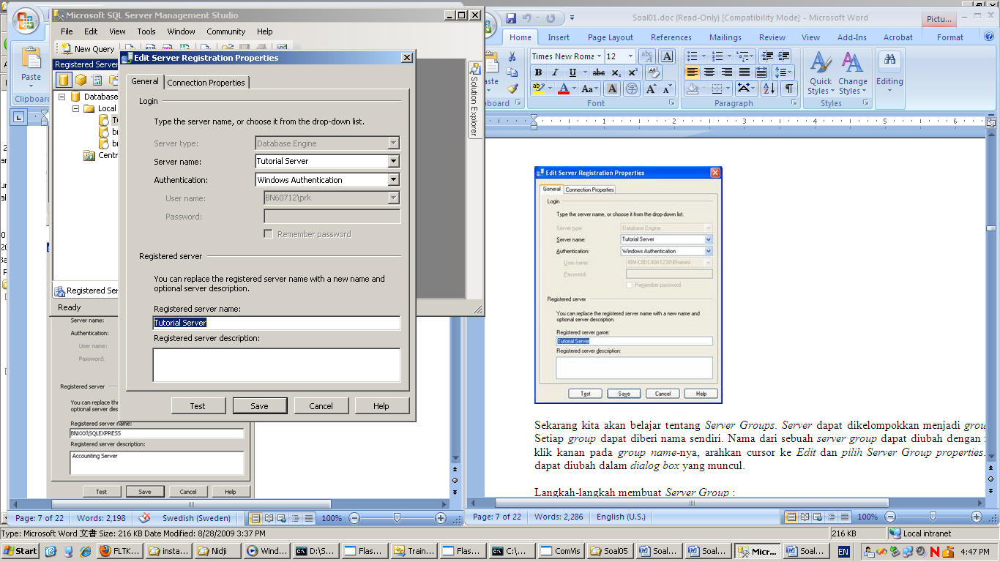 Microsoft SQL Server Management Studio
File Edit View Tools Window Community Help
New Query
Paste
Clipboard
Registered Server
Database
Local
Centr
Registered Ser
Ready
Solution Explorer
Edit Server Registration Properties
General Connection Properties
Login
Type the server name, or choose it from the drop-down list.
Server type: Database Engine
Server name: Tutorial Server
Authentication: Windows Authentication
User name: BN60712\prk
Password:
Remember password
Registered server
You can replace the registered server name with a new name and
optional server description.
Registered server name:
Tutorial Server
Registered server description:
Test Save Cancel Help
Server name:
Authentication:
User name:
Password:
Registered server
You can replace the
optional server des
Registered server name:
BNXXX\SQLEXPRESS
Registered server description:
Accounting Server
Test Save Cancel Help
Page: 7 of 22 Words: 2,198 Swedish (Sweden) 100%
Soal01.doc (Read-Only) [Compatibility Mode] - Microsoft Word
Pictu...
Home Insert Page Layout References Mailings Review View Add-Ins Acrobat Format
Times New Roma 12
Quick Styles Change Styles Editing
Font Paragraph Styles
1 2 3 4 5 6
Edit Server Registration Properties
General Connection Properties
Login
Type the server name, or choose it from the drop-down list.
Server type: Database Engine
Server name: Tutorial Server
Authentication: Windows Authentication
User name:
Password:
Remember password
Registered server
You can replace the registered server name with a new name and
optional server description.
Registered server name:
Tutorial Server
Registered server description:
Test Save Cancel Help
Sekarang kita akan belajar tentang Server Groups. Server dapat dikelompokkan menjadi grou
Setiap group dapat diberi nama sendiri. Nama dari sebuah server group dapat diubah dengan
klik kanan pada group name-nya, arahkan cursor ke Edit dan pilih Server Group properties.
dapat diubah dalam dialog box yang muncul.
Langkah-langkah membuat Server Group :
Page: 7 of 22 Words: 2,286 English (U.S.) 100%
Type: Microsoft Word 文書 Size: 216 KB Date Modified: 8/28/2009 3:37 PM 216 KB Local intranet
Start FLTK... insta... Nidji Wind... D:\S... Flas... Train... Flas... C:\... ComVis Soal05 Soal... Soal... Micr... Soal... EN 4:47 PM